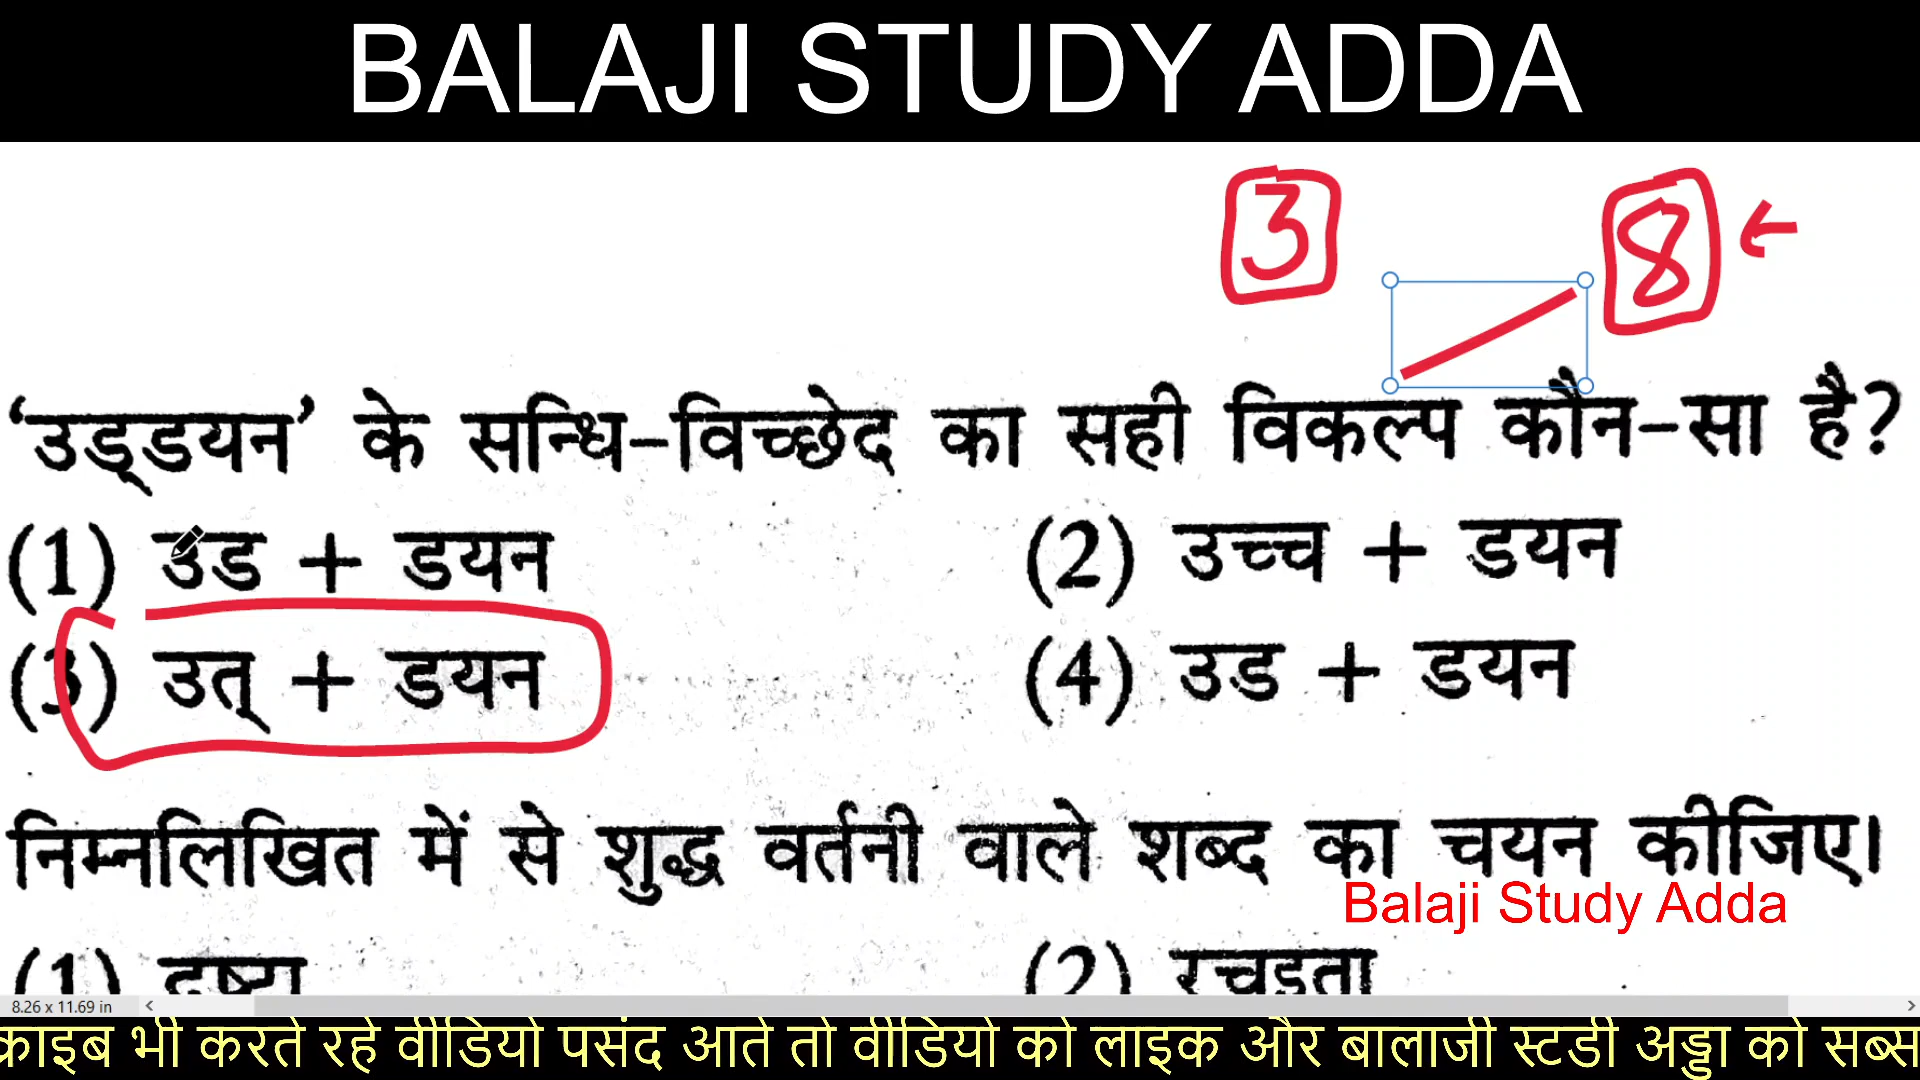 BALAJI STUDY ADDA
3 8
‘उड्डयन’ के सन्धि-विच्छेद का सही विकल्प कौन-सा है?
(1) उड + डयन (2) उच्च + डयन
(3) उत् + डयन (4) उड + डयन
निम्नलिखित में से शुद्ध वर्तनी वाले शब्द का चयन कीजिए।
Balaji Study Adda
(1) (2)
8.26 x 11.69 in
क्राइब भी करते रहे वीडियो पसंद आते तो वीडियो को लाइक और बालाजी स्टडी अड्डा को सब्स